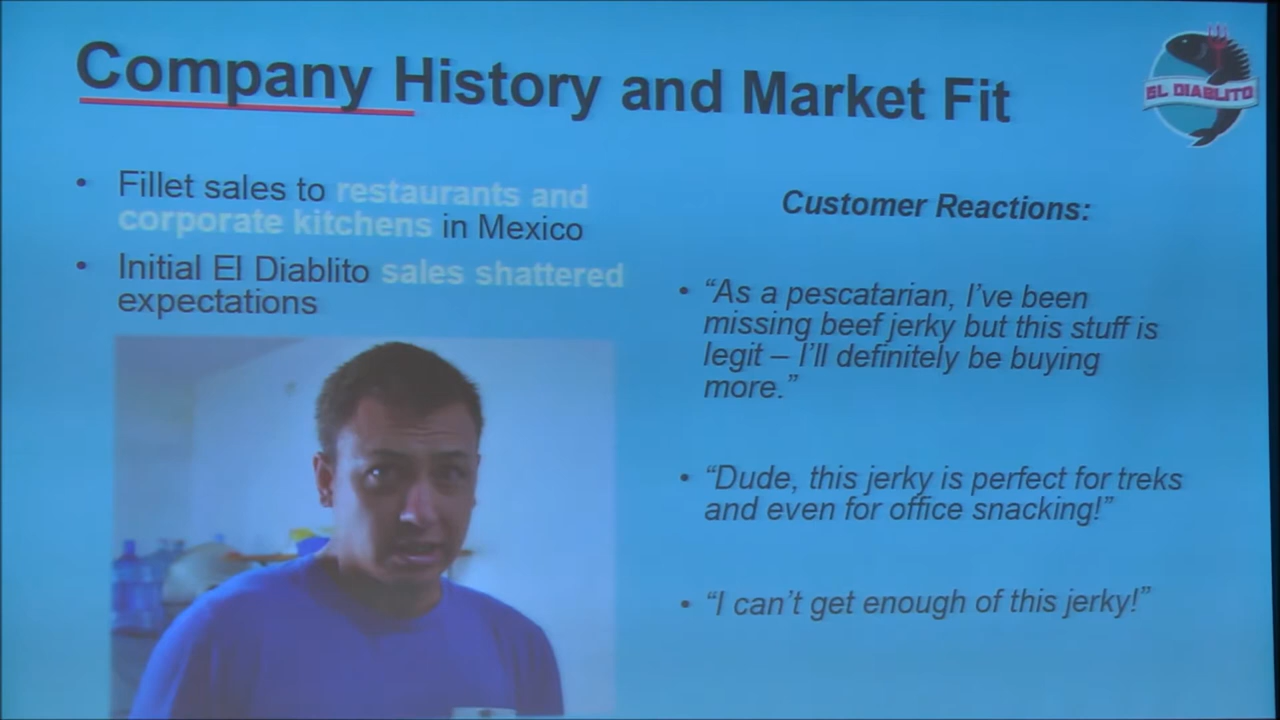 Company History and Market Fit
EL DIABLITO
• Fillet sales to restaurants and
corporate kitchens in Mexico
• Initial El Diablito sales shattered
expectations
Customer Reactions:
• “As a pescatarian, I’ve been
missing beef jerky but this stuff is
legit – I’ll definitely be buying
more.”
• “Dude, this jerky is perfect for treks
and even for office snacking!”
• “I can’t get enough of this jerky!”